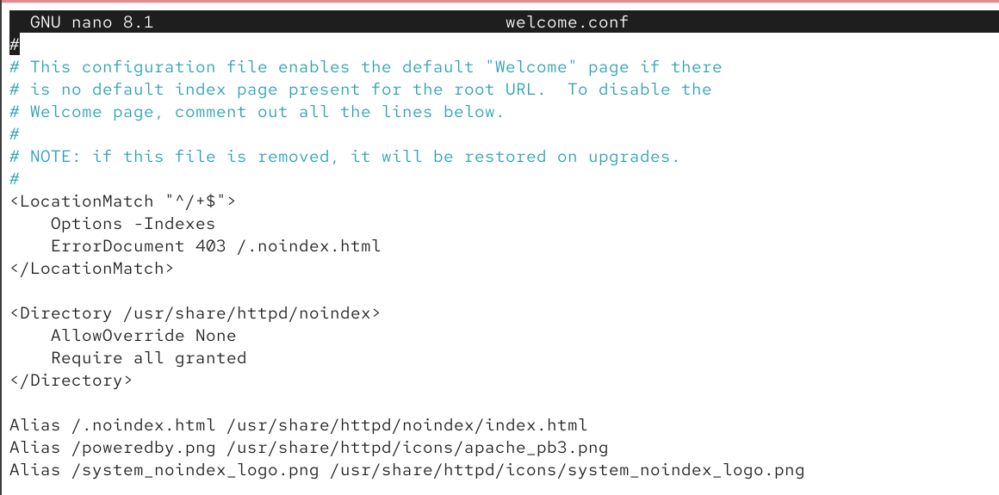 GNU nano 8.1 welcome.conf
#
# This configuration file enables the default "Welcome" page if there
# is no default index page present for the root URL.  To disable the
# Welcome page, comment out all the lines below.
#
# NOTE: if this file is removed, it will be restored on upgrades.
#
<LocationMatch "^/+$">
    Options -Indexes
    ErrorDocument 403 /.noindex.html
</LocationMatch>

<Directory /usr/share/httpd/noindex>
    AllowOverride None
    Require all granted
</Directory>

Alias /.noindex.html /usr/share/httpd/noindex/index.html
Alias /poweredby.png /usr/share/httpd/icons/apache_pb3.png
Alias /system_noindex_logo.png /usr/share/httpd/icons/system_noindex_logo.png